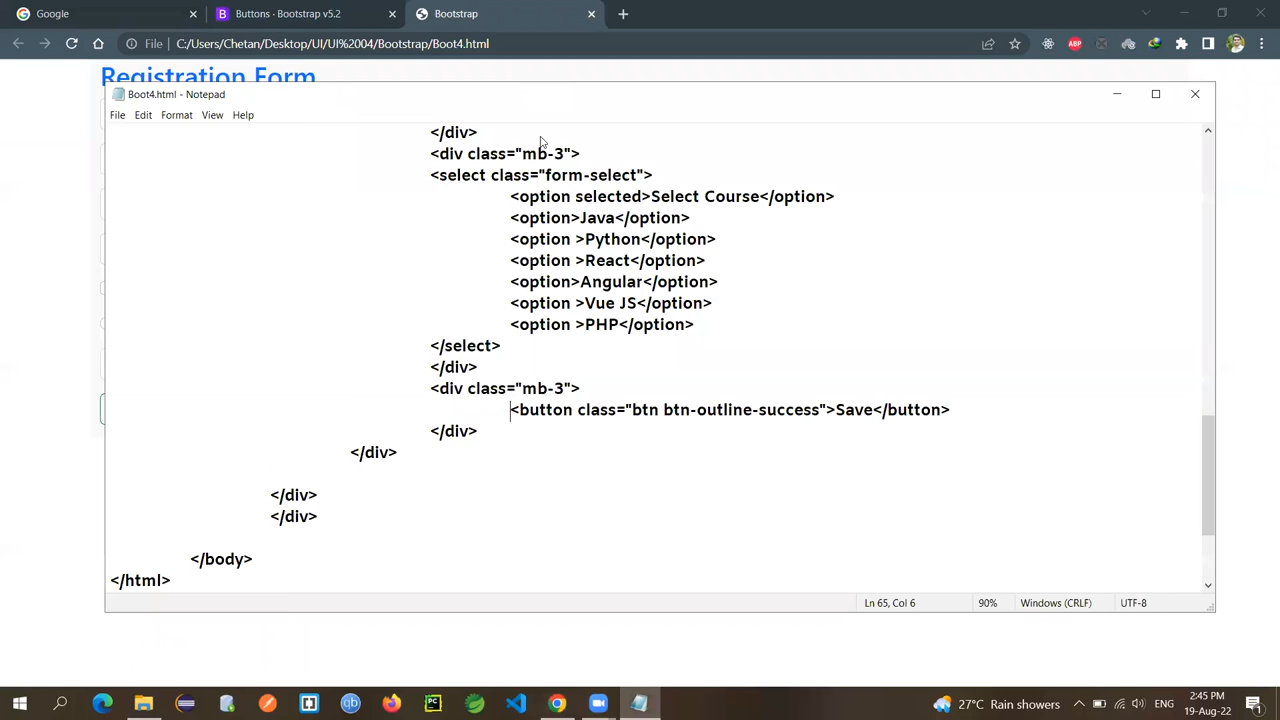 Google
Buttons · Bootstrap v5.2
Bootstrap
File C:/Users/Chetan/Desktop/UI/UI%2004/Bootstrap/Boot4.html
ABP
Registration Form
Boot4.html - Notepad
File Edit Format View Help
</div>
<div class="mb-3">
<select class="form-select">
<option selected>Select Course</option>
<option>Java</option>
<option >Python</option>
<option >React</option>
<option>Angular</option>
<option >Vue JS</option>
<option >PHP</option>
</select>
</div>
<div class="mb-3">
<button class="btn btn-outline-success">Save</button>
</div>
</div>
</div>
</div>
</body>
</html>
Ln 65, Col 6 90% Windows (CRLF) UTF-8
27°C Rain showers ENG 2:45 PM
19-Aug-22